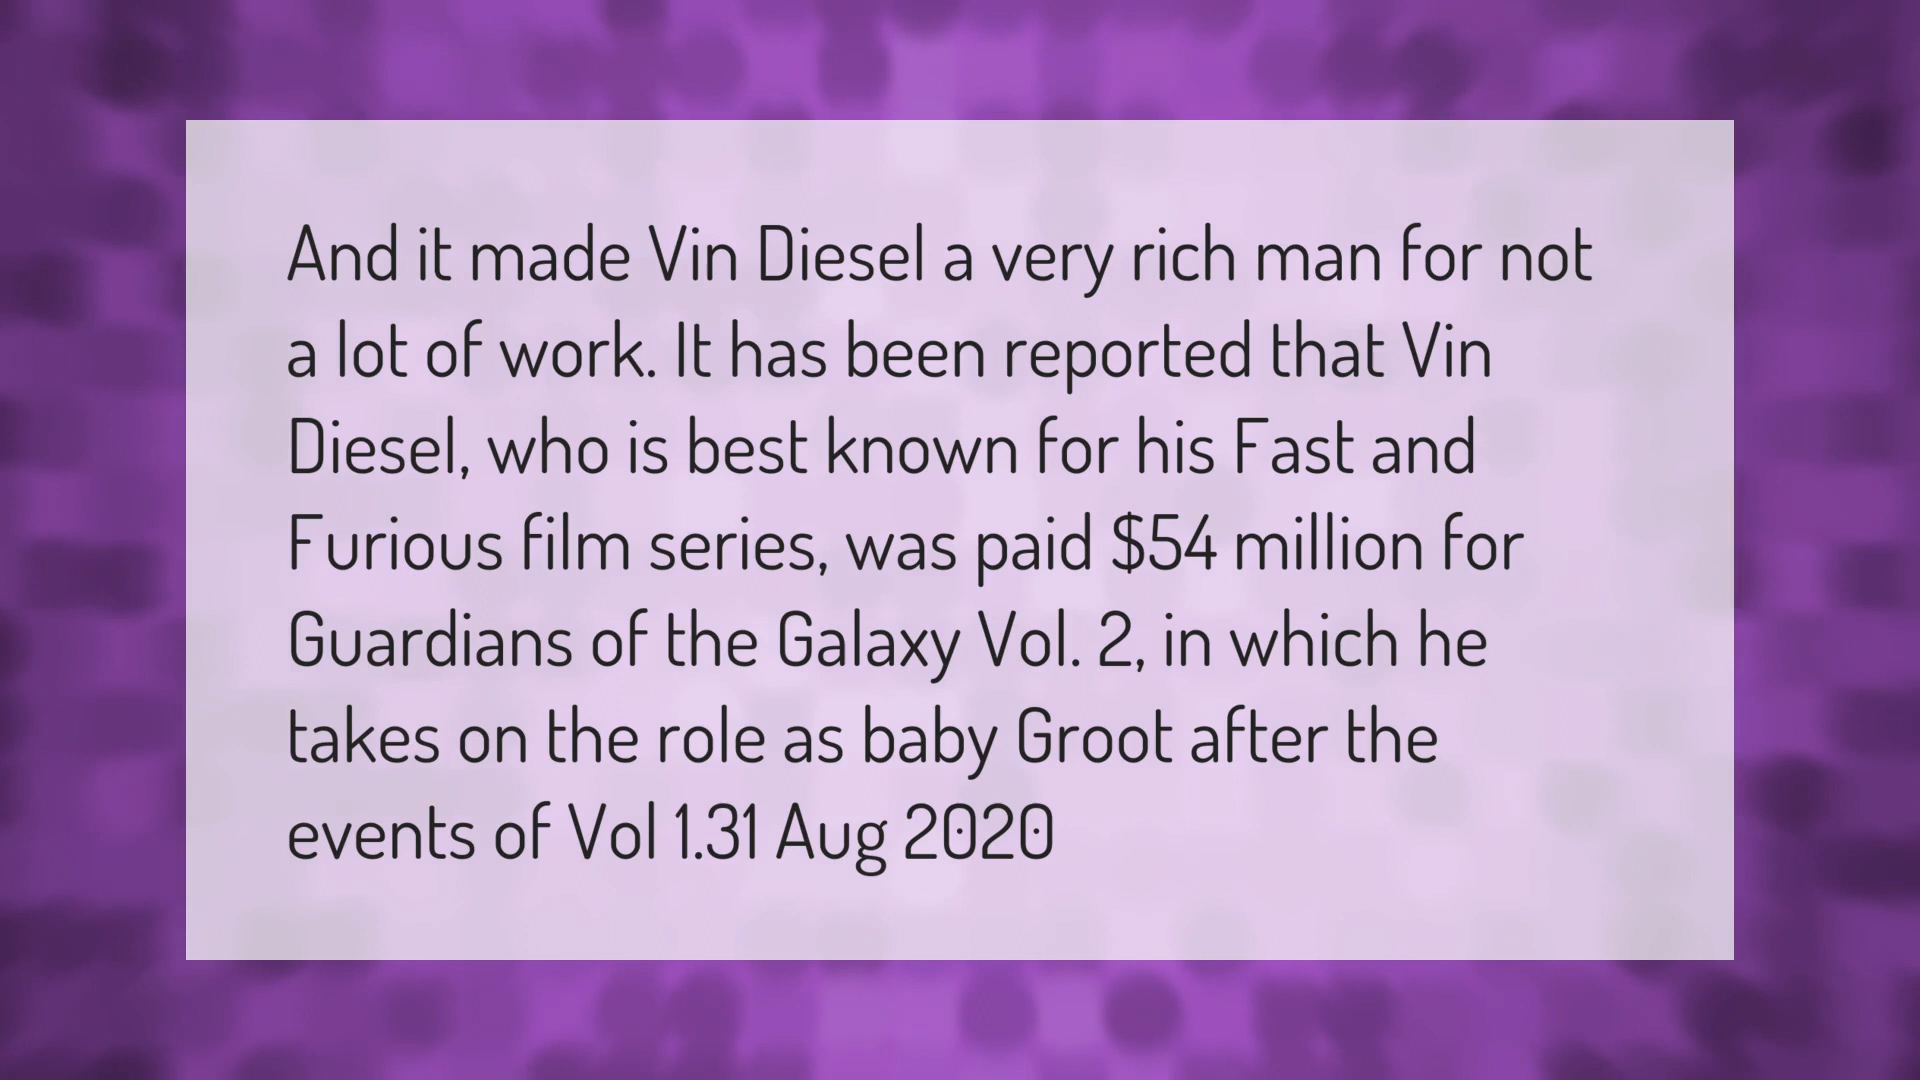 And it made Vin Diesel a very rich man for not
a lot of work. It has been reported that Vin
Diesel, who is best known for his Fast and
Furious film series, was paid $54 million for
Guardians of the Galaxy Vol. 2, in which he
takes on the role as baby Groot after the
events of Vol 1.31 Aug 2020